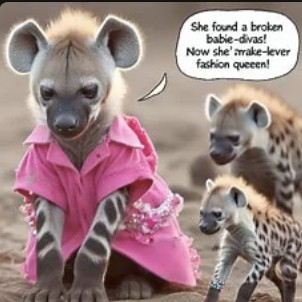 She found a broken
babie-divas!
Now she' mrake-lever
fashion queeen!